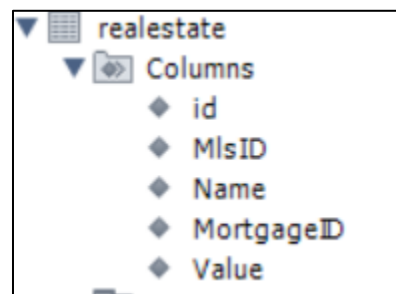 realestate
Columns
id
MlsID
Name
MortgageID
Value